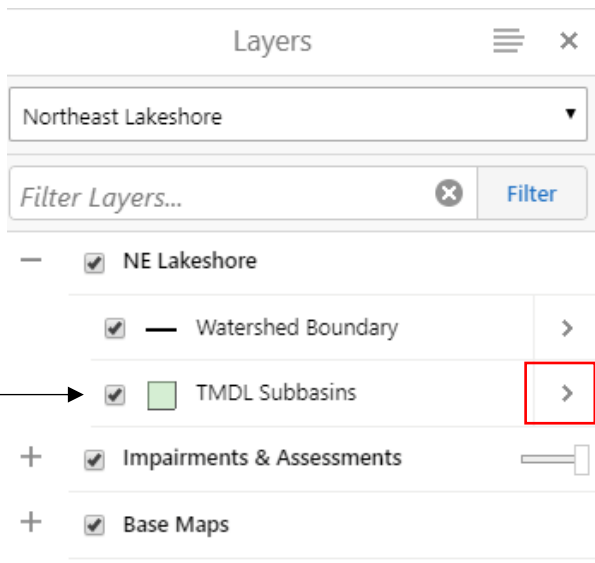 Layers
Northeast Lakeshore
Filter Layers...
Filter
NE Lakeshore
Watershed Boundary
TMDL Subbasins
Impairments & Assessments
Base Maps